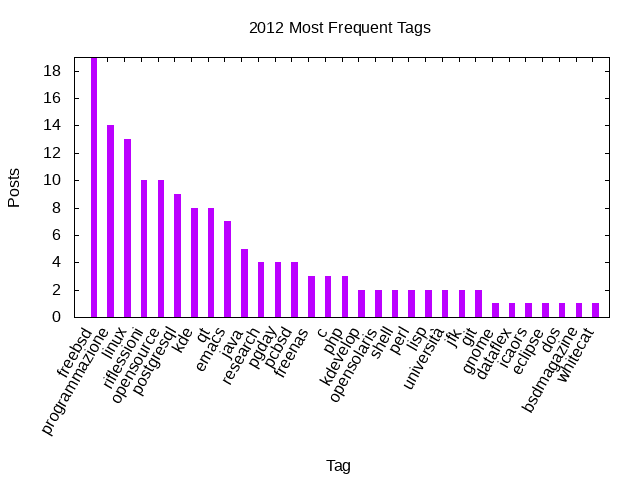 2012 Most Frequent Tags
Posts
18
16
14
12
10
8
6
4
2
0
freebsd
programmazione
linux
riflessioni
opensource
postgresql
kde
qt
emacs
java
research
pgday
pcbsd
freenas
c
php
kdevelop
opensolaris
shell
perl
lisp
università
jfk
git
gnome
dataflex
icaors
eclipse
dos
bsdmagazine
whitecat
Tag